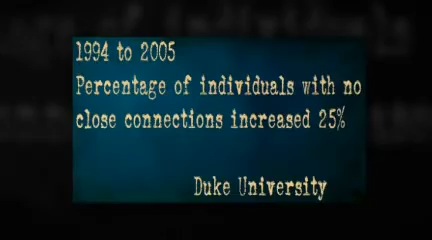 1994 to 2005
Percentage of individuals with no
close connections increased 25%
Duke University